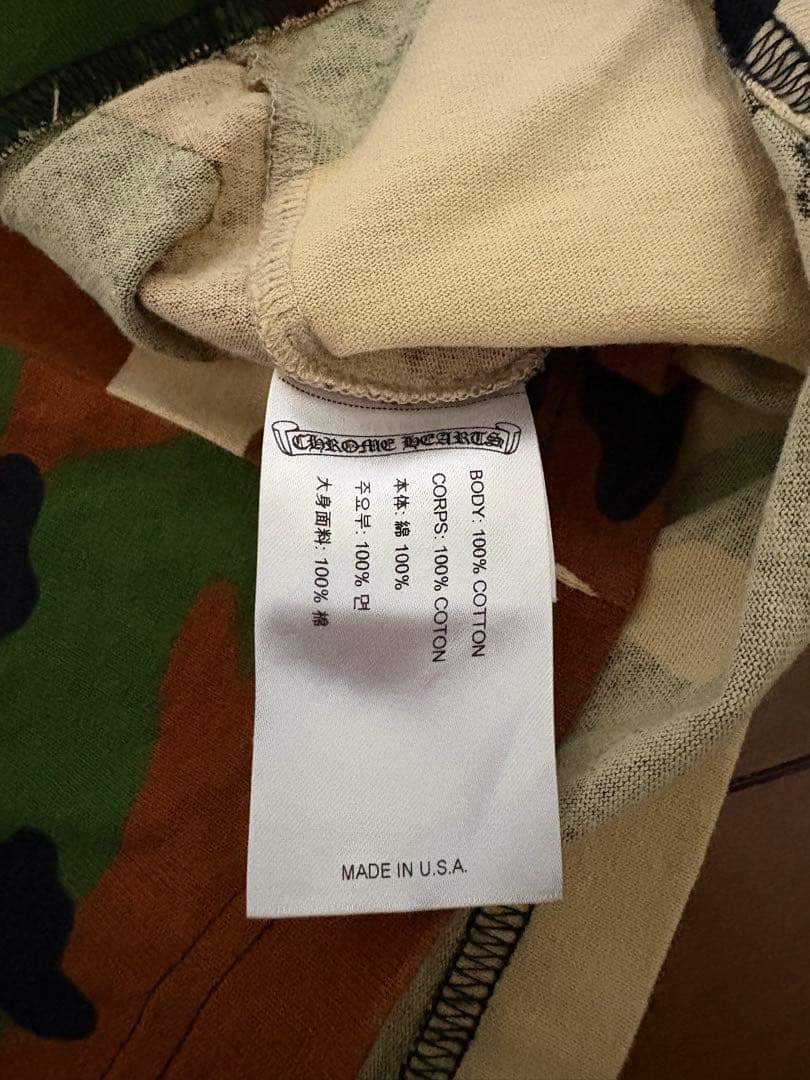 CHROME HEARTS
BODY: 100% COTTON
CORPS: 100% COTON
本体: 綿 100%
주요부: 100% 면
大身面料: 100% 棉
MADE IN U.S.A.